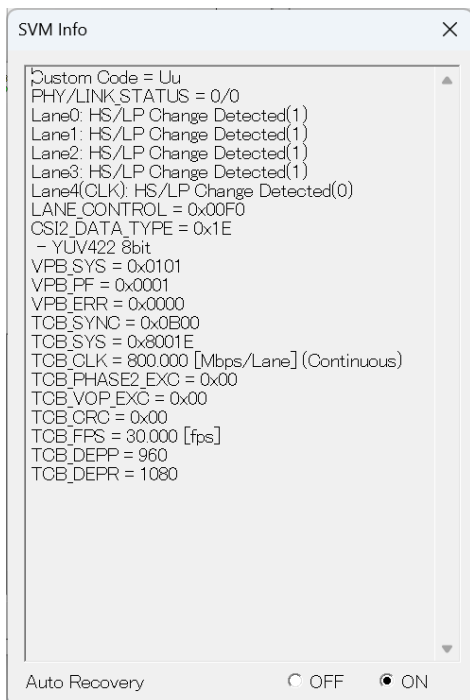 SVM Info
Custom Code = Uu
PHY/LINK_STATUS = 0/0
Lane0: HS/LP Change Detected(1)
Lane1: HS/LP Change Detected(1)
Lane2: HS/LP Change Detected(1)
Lane3: HS/LP Change Detected(1)
Lane4(CLK): HS/LP Change Detected(0)
LANE_CONTROL = 0x00F0
CSI2_DATA_TYPE = 0x1E
- YUV422 8bit
VPB_SYS = 0x0101
VPB_PF = 0x0001
VPB_ERR = 0x0000
TCB_SYNC = 0x0B00
TCB_SYS = 0x8001E
TCB_CLK = 800.000 [Mbps/Lane] (Continuous)
TCB_PHASE2_EXC = 0x00
TCB_VOP_EXC = 0x00
TCB_CRC = 0x00
TCB_FPS = 30.000 [fps]
TCB_DEPP = 960
TCB_DEPR = 1080
Auto Recovery OFF ON